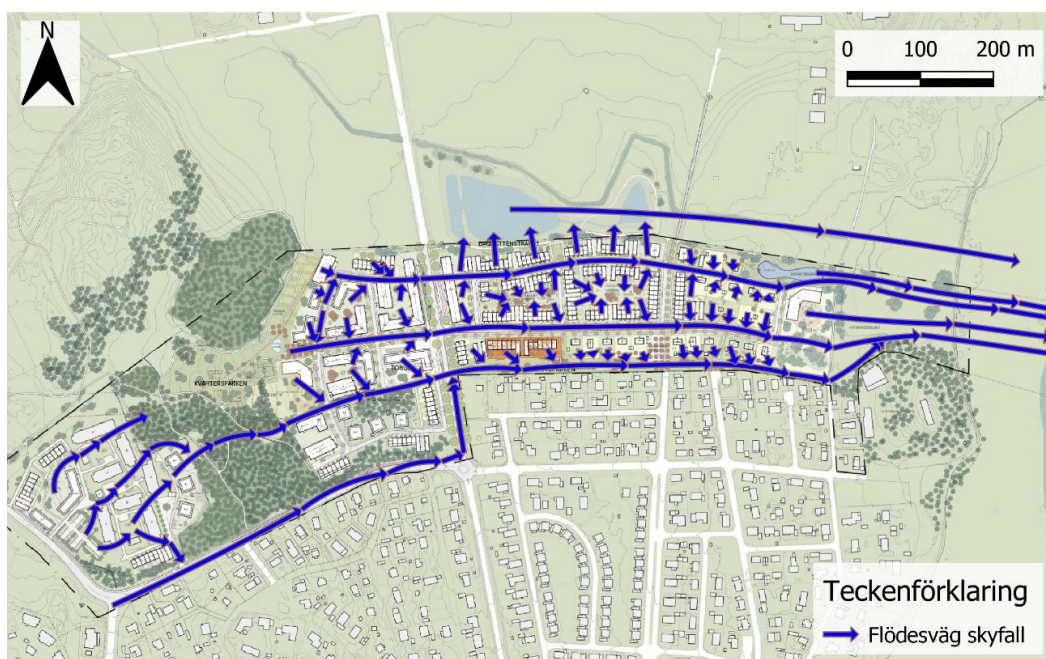 N
0 100 200 m
KVARTERSPARKEN
Teckenförklaring
Flödesväg skyfall